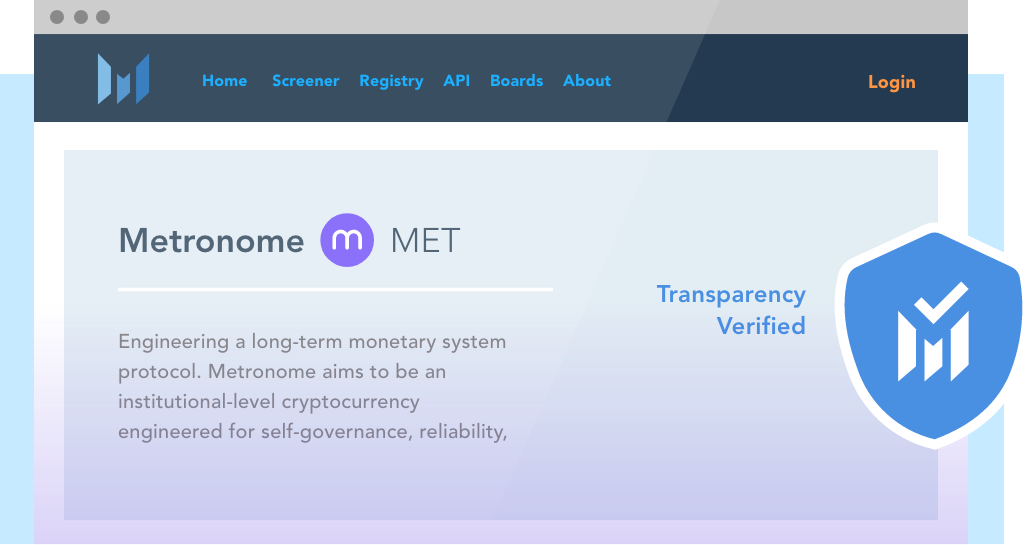 Home Screener Registry API Boards About Login
Metronome m MET
Transparency
Verified
Engineering a long-term monetary system
protocol. Metronome aims to be an
institutional-level cryptocurrency
engineered for self-governance, reliability,